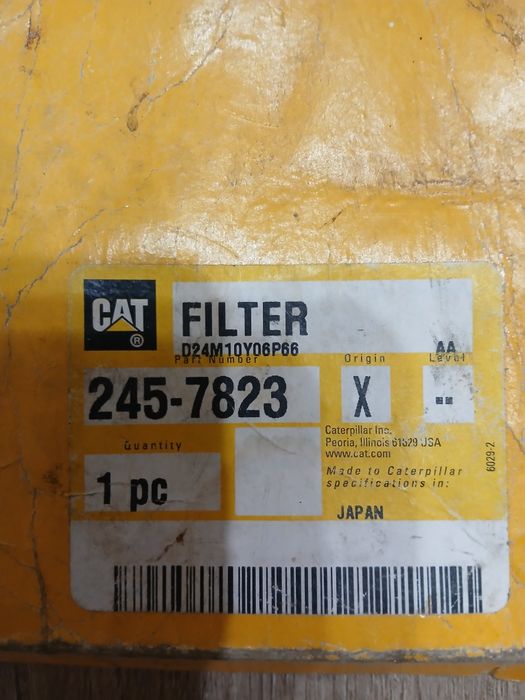 CAT
®
FILTER
D24M10Y06P66
AA
Part Number
Origin
Level
245-7823
X
--
Quantity
Caterpillar Inc.
Peoria, Illinois 61629 USA
www.cat.com
6029-2
1 pc
Made to Caterpillar
specifications in:
JAPAN